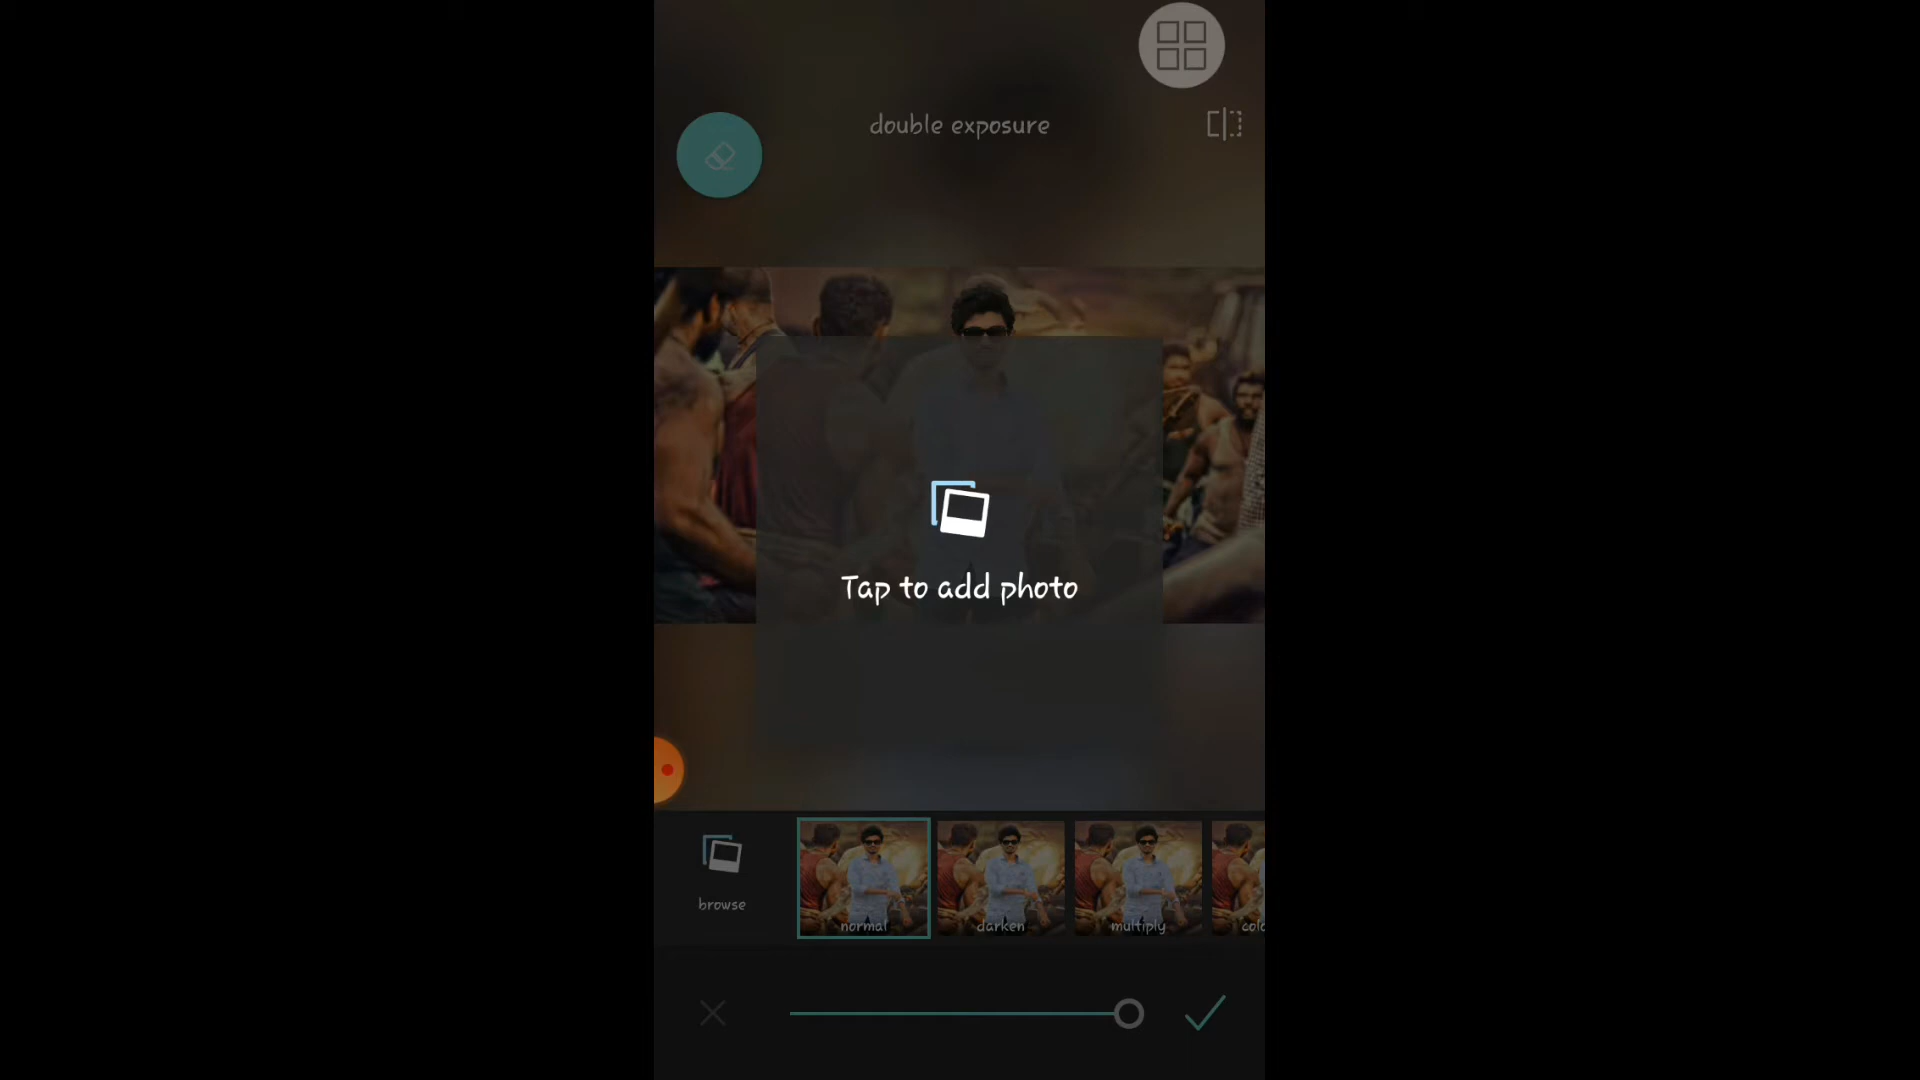 double exposure
Tap to add photo
browse
normal
darken
multiply